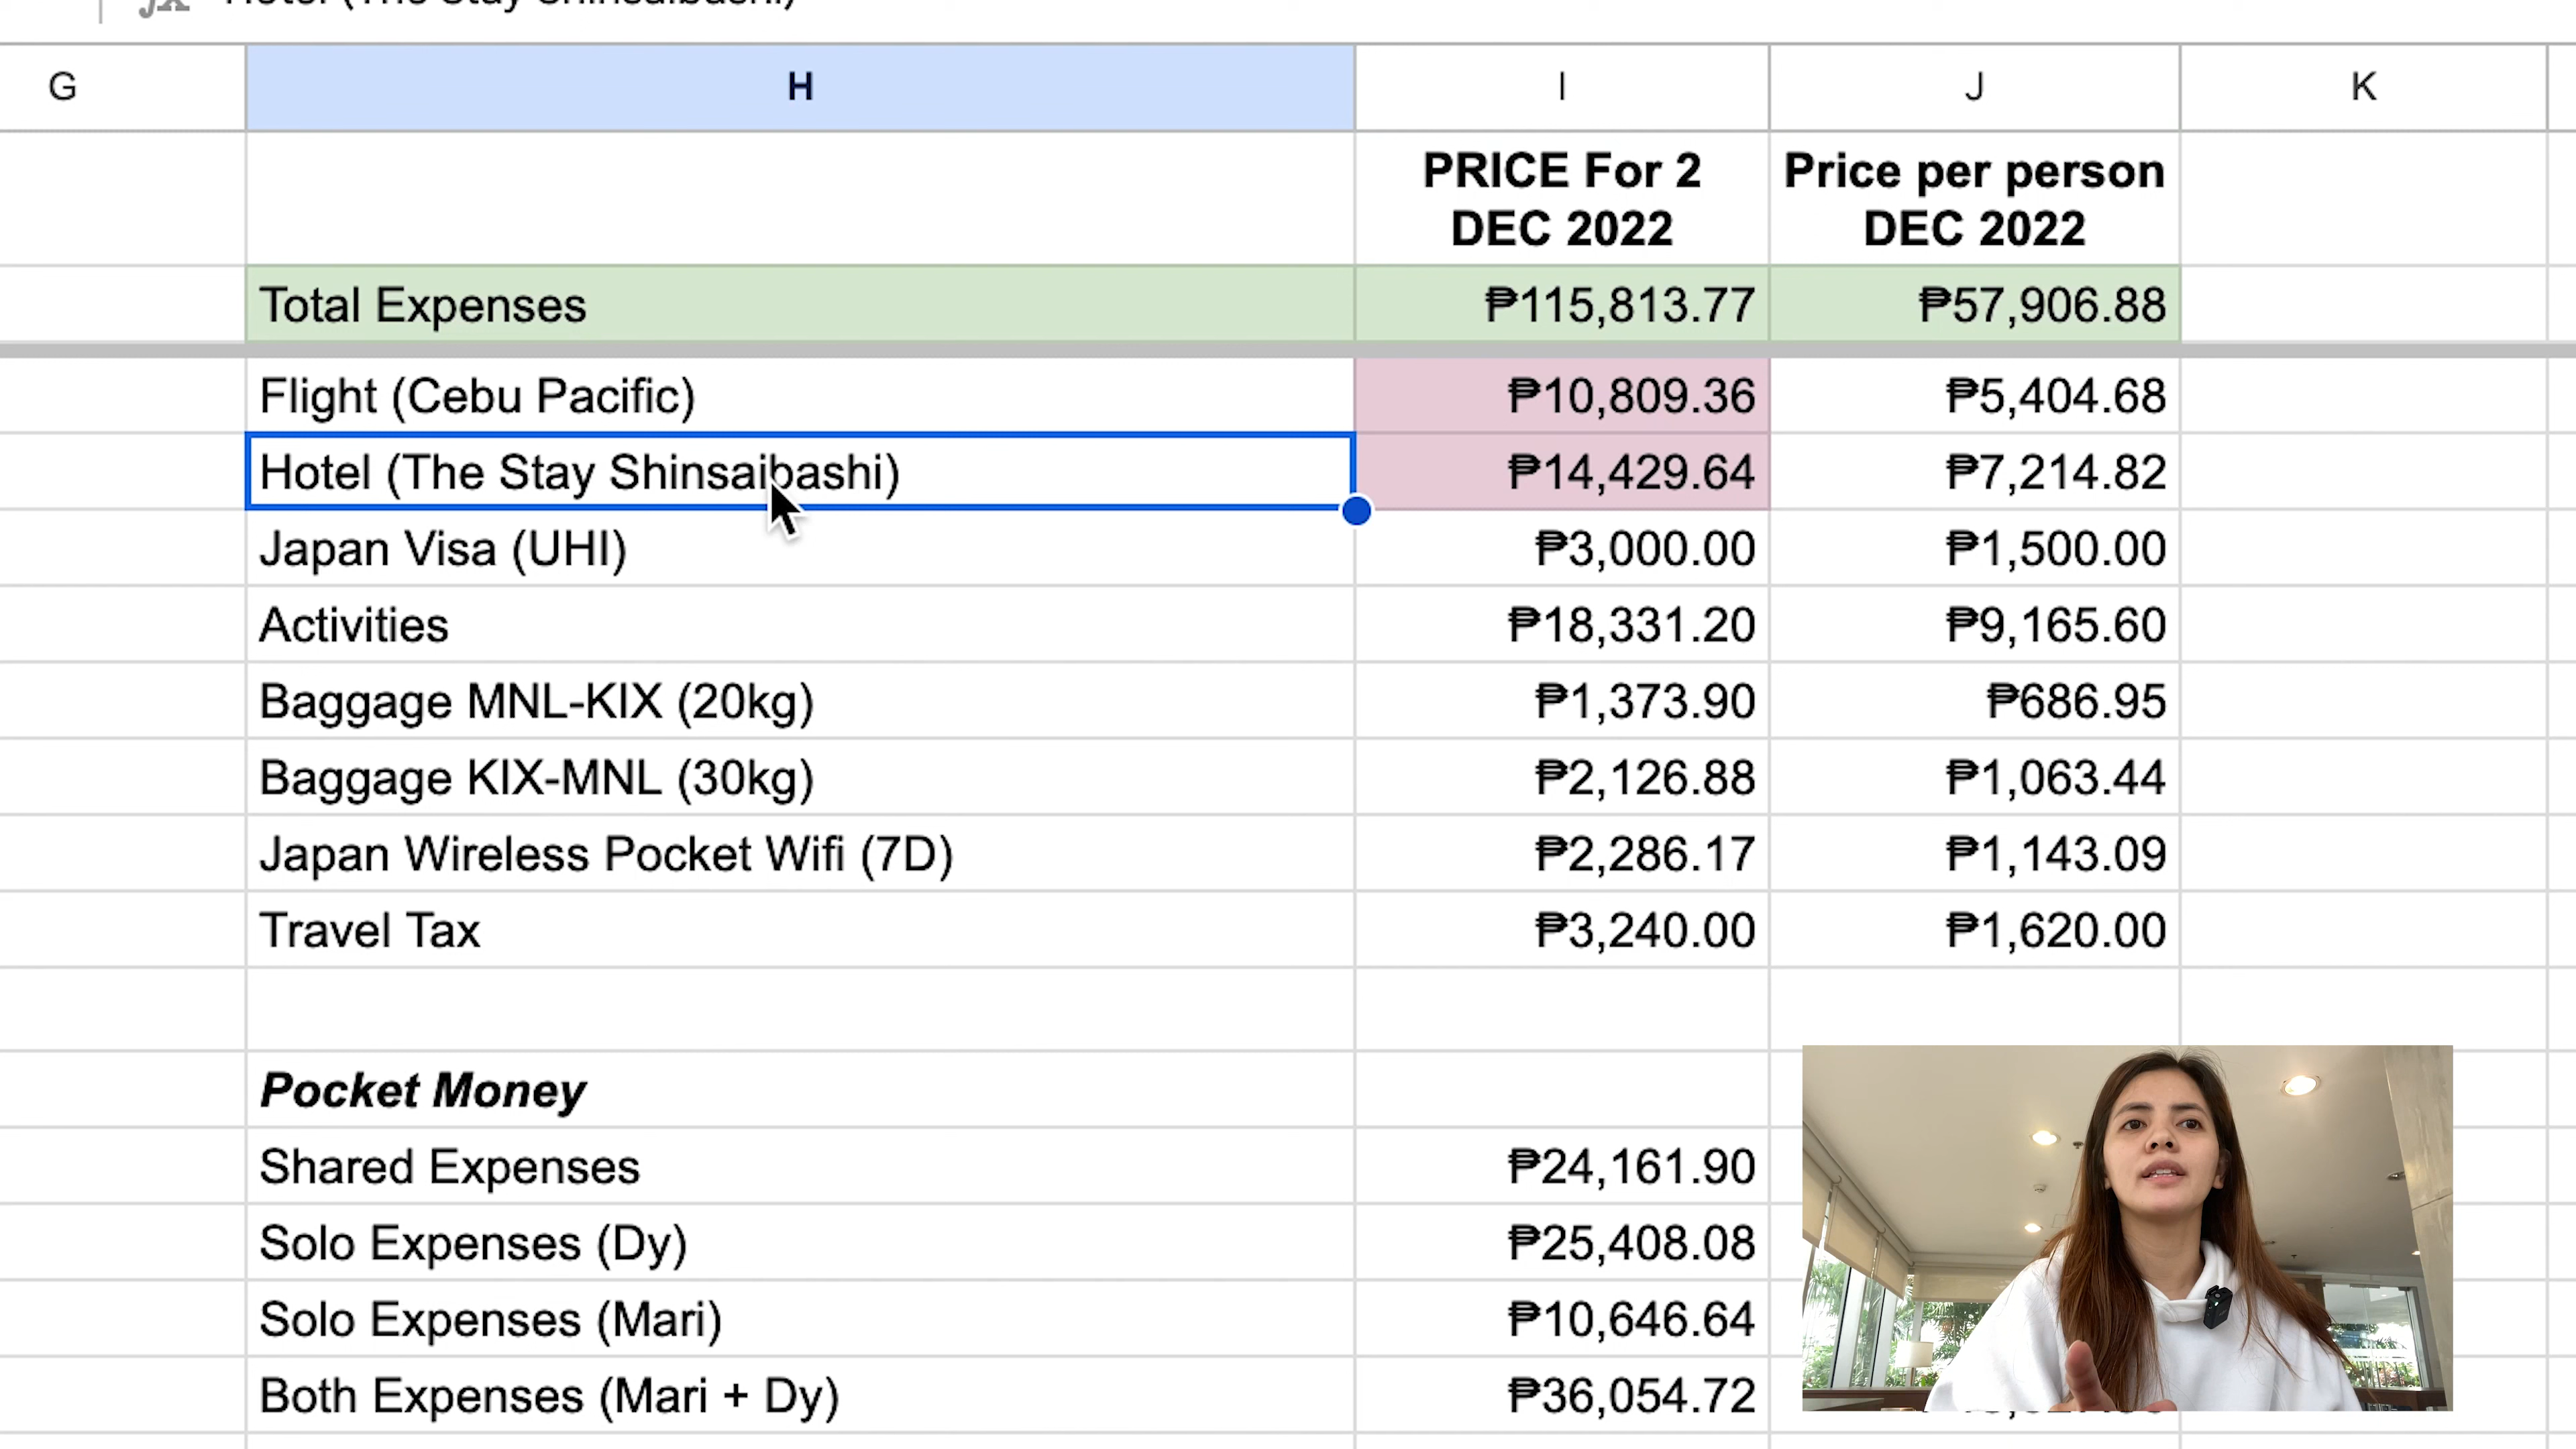 Hotel (The Stay Shinsaibashi)
G H I J K
PRICE For 2 DEC 2022 Price per person DEC 2022
Total Expenses ₱115,813.77 ₱57,906.88
Flight (Cebu Pacific) ₱10,809.36 ₱5,404.68
Hotel (The Stay Shinsaibashi) ₱14,429.64 ₱7,214.82
Japan Visa (UHI) ₱3,000.00 ₱1,500.00
Activities ₱18,331.20 ₱9,165.60
Baggage MNL-KIX (20kg) ₱1,373.90 ₱686.95
Baggage KIX-MNL (30kg) ₱2,126.88 ₱1,063.44
Japan Wireless Pocket Wifi (7D) ₱2,286.17 ₱1,143.09
Travel Tax ₱3,240.00 ₱1,620.00
Pocket Money
Shared Expenses ₱24,161.90
Solo Expenses (Dy) ₱25,408.08
Solo Expenses (Mari) ₱10,646.64
Both Expenses (Mari + Dy) ₱36,054.72